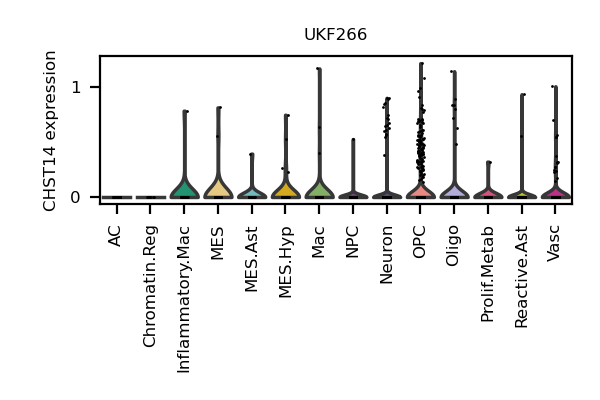 UKF266
CHST14 expression
1
0
AC
Chromatin.Reg
Inflammatory.Mac
MES
MES.Ast
MES.Hyp
Mac
NPC
Neuron
OPC
Oligo
Prolif.Metab
Reactive.Ast
Vasc